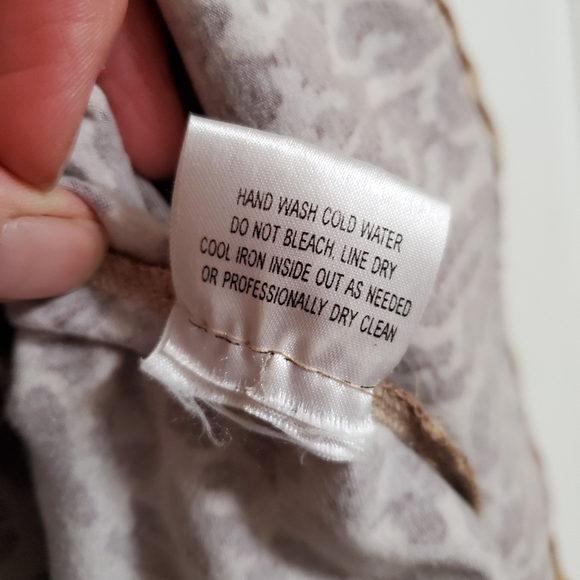 HAND WASH COLD WATER
DO NOT BLEACH, LINE DRY
COOL IRON INSIDE OUT AS NEEDED
OR PROFESSIONALLY DRY CLEAN